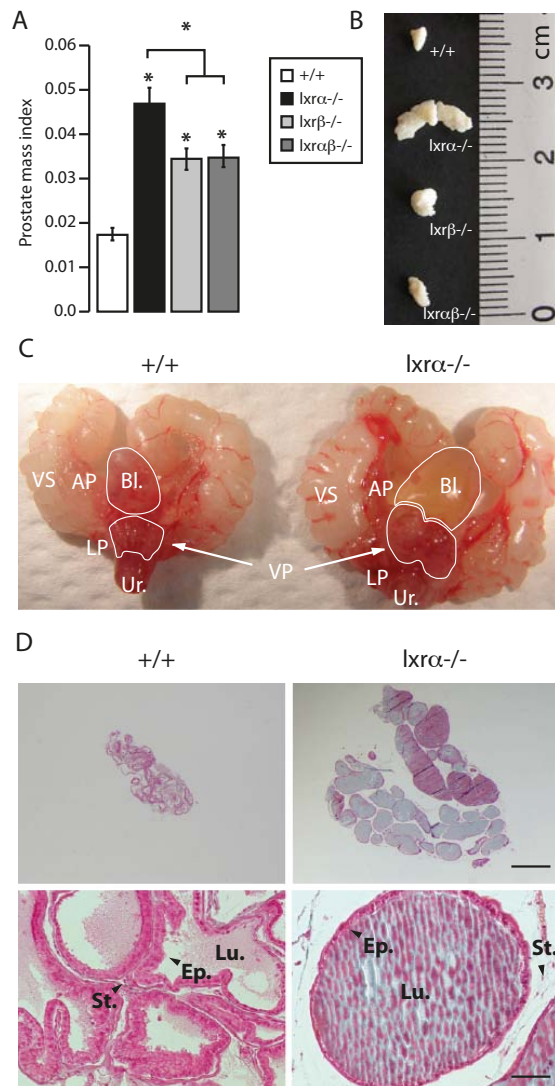 A
Prostate mass index
0.06
0.05
0.04
0.03
0.02
0.01
0.0
*
*
*
*
+/+
lxrα-/-
lxrβ-/-
lxrαβ-/-
B
+/+
lxrα-/-
lxrβ-/-
lxrαβ-/-
cm
3
2
1
0
C
+/+
lxrα-/-
VS
AP
Bl.
LP
Ur.
VP
VS
AP
Bl.
LP
Ur.
D
+/+
lxrα-/-
Lu.
Ep.
St.
Ep.
St.
Lu.